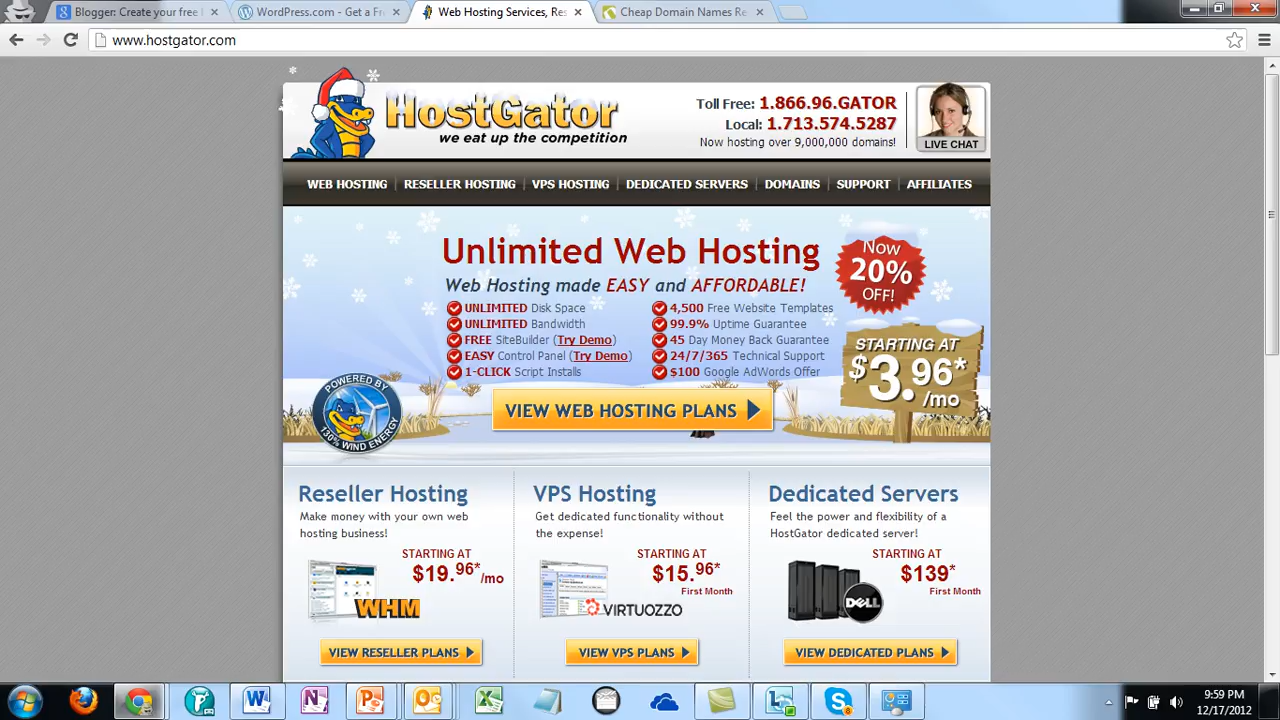 Blogger: Create your free
WordPress.com - Get a Fr
Web Hosting Services, Res
Cheap Domain Names Re
www.hostgator.com
HostGator
we eat up the competition
Toll Free: 1.866.96.GATOR
Local: 1.713.574.5287
Now hosting over 9,000,000 domains!
LIVE CHAT
WEB HOSTING
RESELLER HOSTING
VPS HOSTING
DEDICATED SERVERS
DOMAINS
SUPPORT
AFFILIATES
Unlimited Web Hosting
Web Hosting made EASY and AFFORDABLE!
UNLIMITED Disk Space
UNLIMITED Bandwidth
FREE SiteBuilder (Try Demo)
EASY Control Panel (Try Demo)
1-CLICK Script Installs
4,500 Free Website Templates
99.9% Uptime Guarantee
45 Day Money Back Guarantee
24/7/365 Technical Support
$100 Google AdWords Offer
Now
20%
OFF!
STARTING AT
$3.96*
/mo
POWERED BY
130% WIND ENERGY
VIEW WEB HOSTING PLANS
Reseller Hosting
Make money with your own web
hosting business!
STARTING AT
$19.96*/mo
WHM
VIEW RESELLER PLANS
VPS Hosting
Get dedicated functionality without
the expense!
STARTING AT
$15.96*
First Month
VIRTUOZZO
VIEW VPS PLANS
Dedicated Servers
Feel the power and flexibility of a
HostGator dedicated server!
STARTING AT
$139*
First Month
DELL
VIEW DEDICATED PLANS
9:59 PM
12/17/2012